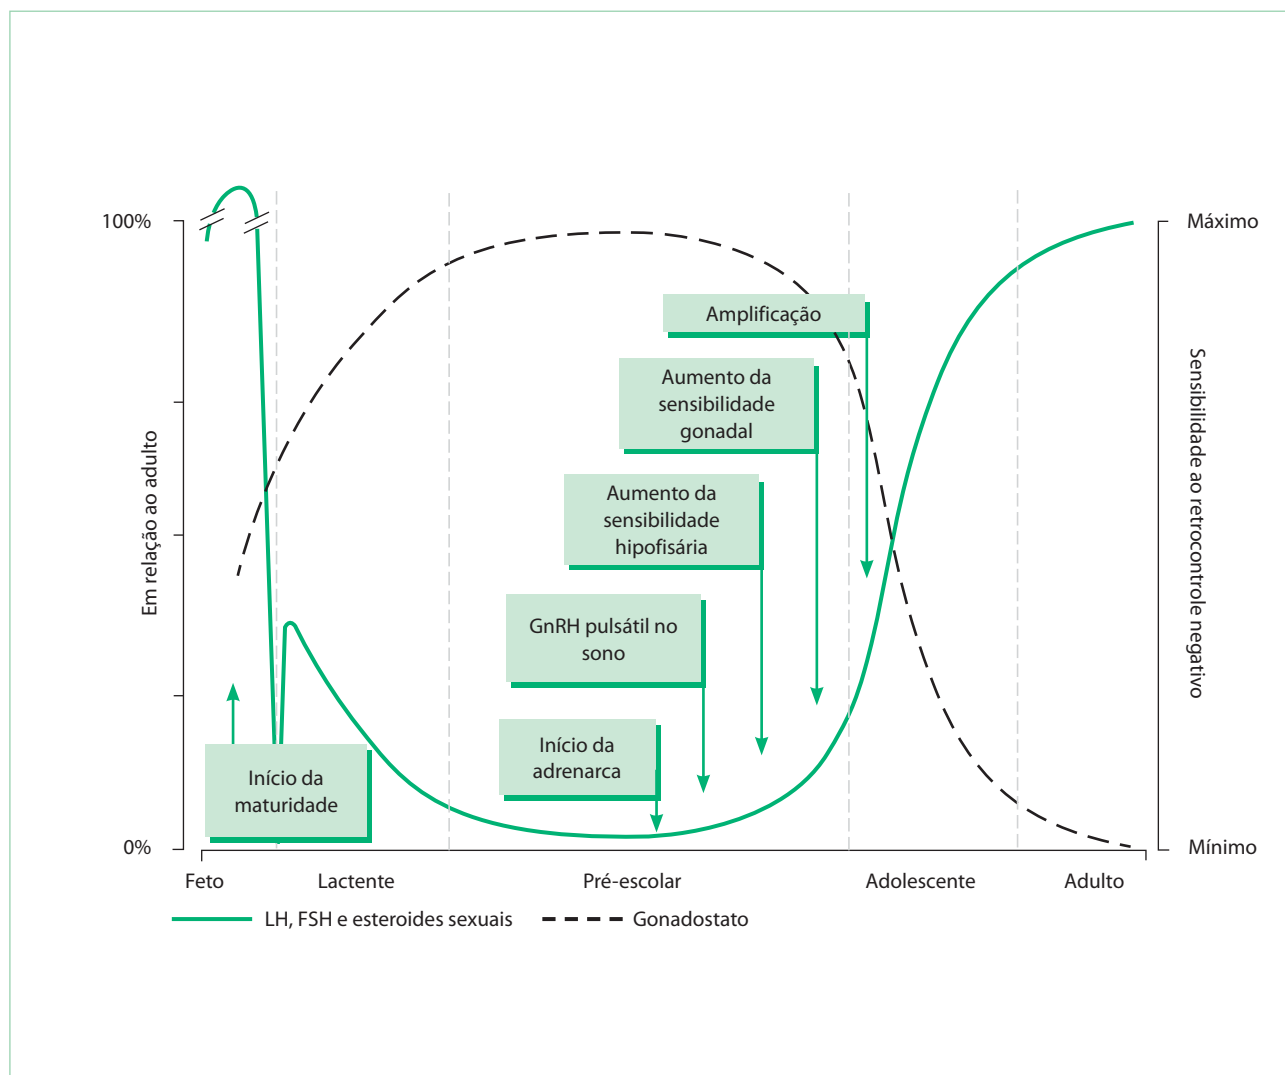 100%
Máximo
Amplificação
Aumento da
sensibilidade
gonadal
Aumento da
sensibilidade
hipofisária
GnRH pulsátil no
sono
Início da
adrenarca
Início da
maturidade
Em relação ao adulto
Sensibilidade ao retrocontrole negativo
0%
Mínimo
Feto
Lactente
Pré-escolar
Adolescente
Adulto
LH, FSH e esteroides sexuais
Gonadostato